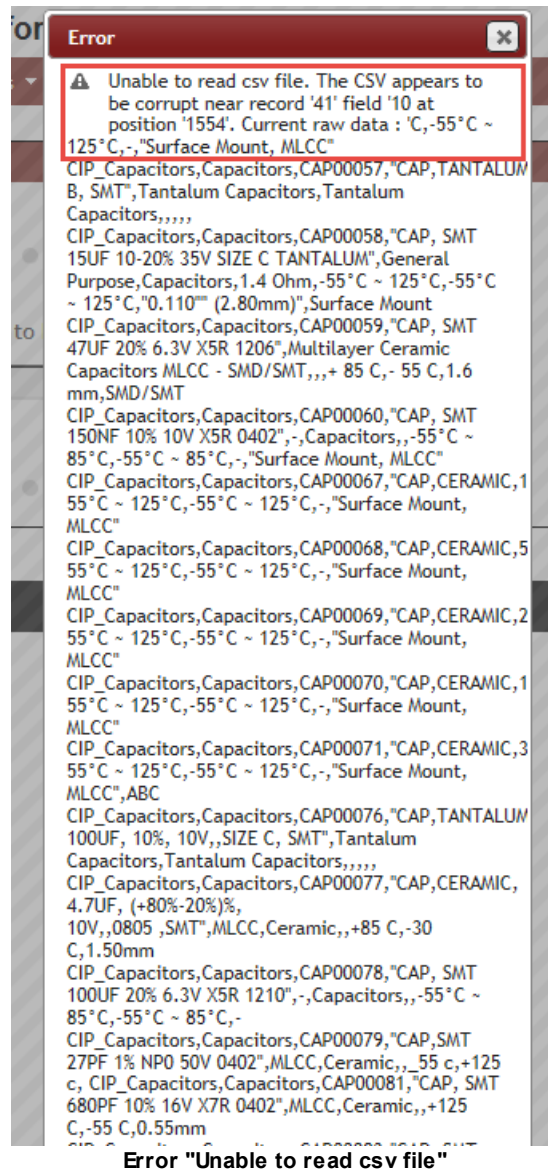 for
Error
Unable to read csv file. The CSV appears to
be corrupt near record '41' field '10 at
position '1554'. Current raw data : 'C,-55°C ~
125°C,-,"Surface Mount, MLCC"
CIP_Capacitors,Capacitors,CAP00057,"CAP,TANTALUM
B, SMT",Tantalum Capacitors,Tantalum
Capacitors,,,,,
CIP_Capacitors,Capacitors,CAP00058,"CAP, SMT
15UF 10-20% 35V SIZE C TANTALUM",General
Purpose,Capacitors,1.4 Ohm,-55°C ~ 125°C,-55°C
~ 125°C,"0.110"" (2.80mm)",Surface Mount
CIP_Capacitors,Capacitors,CAP00059,"CAP, SMT
47UF 20% 6.3V X5R 1206",Multilayer Ceramic
Capacitors MLCC - SMD/SMT,,,+ 85 C,- 55 C,1.6
mm,SMD/SMT
to
CIP_Capacitors,Capacitors,CAP00060,"CAP, SMT
150NF 10% 10V X5R 0402",-,Capacitors,,-55°C ~
85°C,-55°C ~ 85°C,-,"Surface Mount, MLCC"
CIP_Capacitors,Capacitors,CAP00067,"CAP,CERAMIC,1
55°C ~ 125°C,-55°C ~ 125°C,-,"Surface Mount,
MLCC"
CIP_Capacitors,Capacitors,CAP00068,"CAP,CERAMIC,5
55°C ~ 125°C,-55°C ~ 125°C,-,"Surface Mount,
MLCC"
CIP_Capacitors,Capacitors,CAP00069,"CAP,CERAMIC,2
55°C ~ 125°C,-55°C ~ 125°C,-,"Surface Mount,
MLCC"
CIP_Capacitors,Capacitors,CAP00070,"CAP,CERAMIC,1
55°C ~ 125°C,-55°C ~ 125°C,-,"Surface Mount,
MLCC"
CIP_Capacitors,Capacitors,CAP00071,"CAP,CERAMIC,3
55°C ~ 125°C,-55°C ~ 125°C,-,"Surface Mount,
MLCC",ABC
CIP_Capacitors,Capacitors,CAP00076,"CAP,TANTALUM
100UF, 10%, 10V,,SIZE C, SMT",Tantalum
Capacitors,Tantalum Capacitors,,,,,
CIP_Capacitors,Capacitors,CAP00077,"CAP,CERAMIC,
4.7UF, (+80%-20%)%,
10V,,0805 ,SMT",MLCC,Ceramic,,+85 C,-30
C,1.50mm
CIP_Capacitors,Capacitors,CAP00078,"CAP, SMT
100UF 20% 6.3V X5R 1210",-,Capacitors,,-55°C ~
85°C,-55°C ~ 85°C,-
CIP_Capacitors,Capacitors,CAP00079,"CAP,SMT
27PF 1% NP0 50V 0402",MLCC,Ceramic,,_55 c,+125
c, CIP_Capacitors,Capacitors,CAP00081,"CAP, SMT
680PF 10% 16V X7R 0402",MLCC,Ceramic,,+125
C,-55 C,0.55mm
Error "Unable to read csv file"